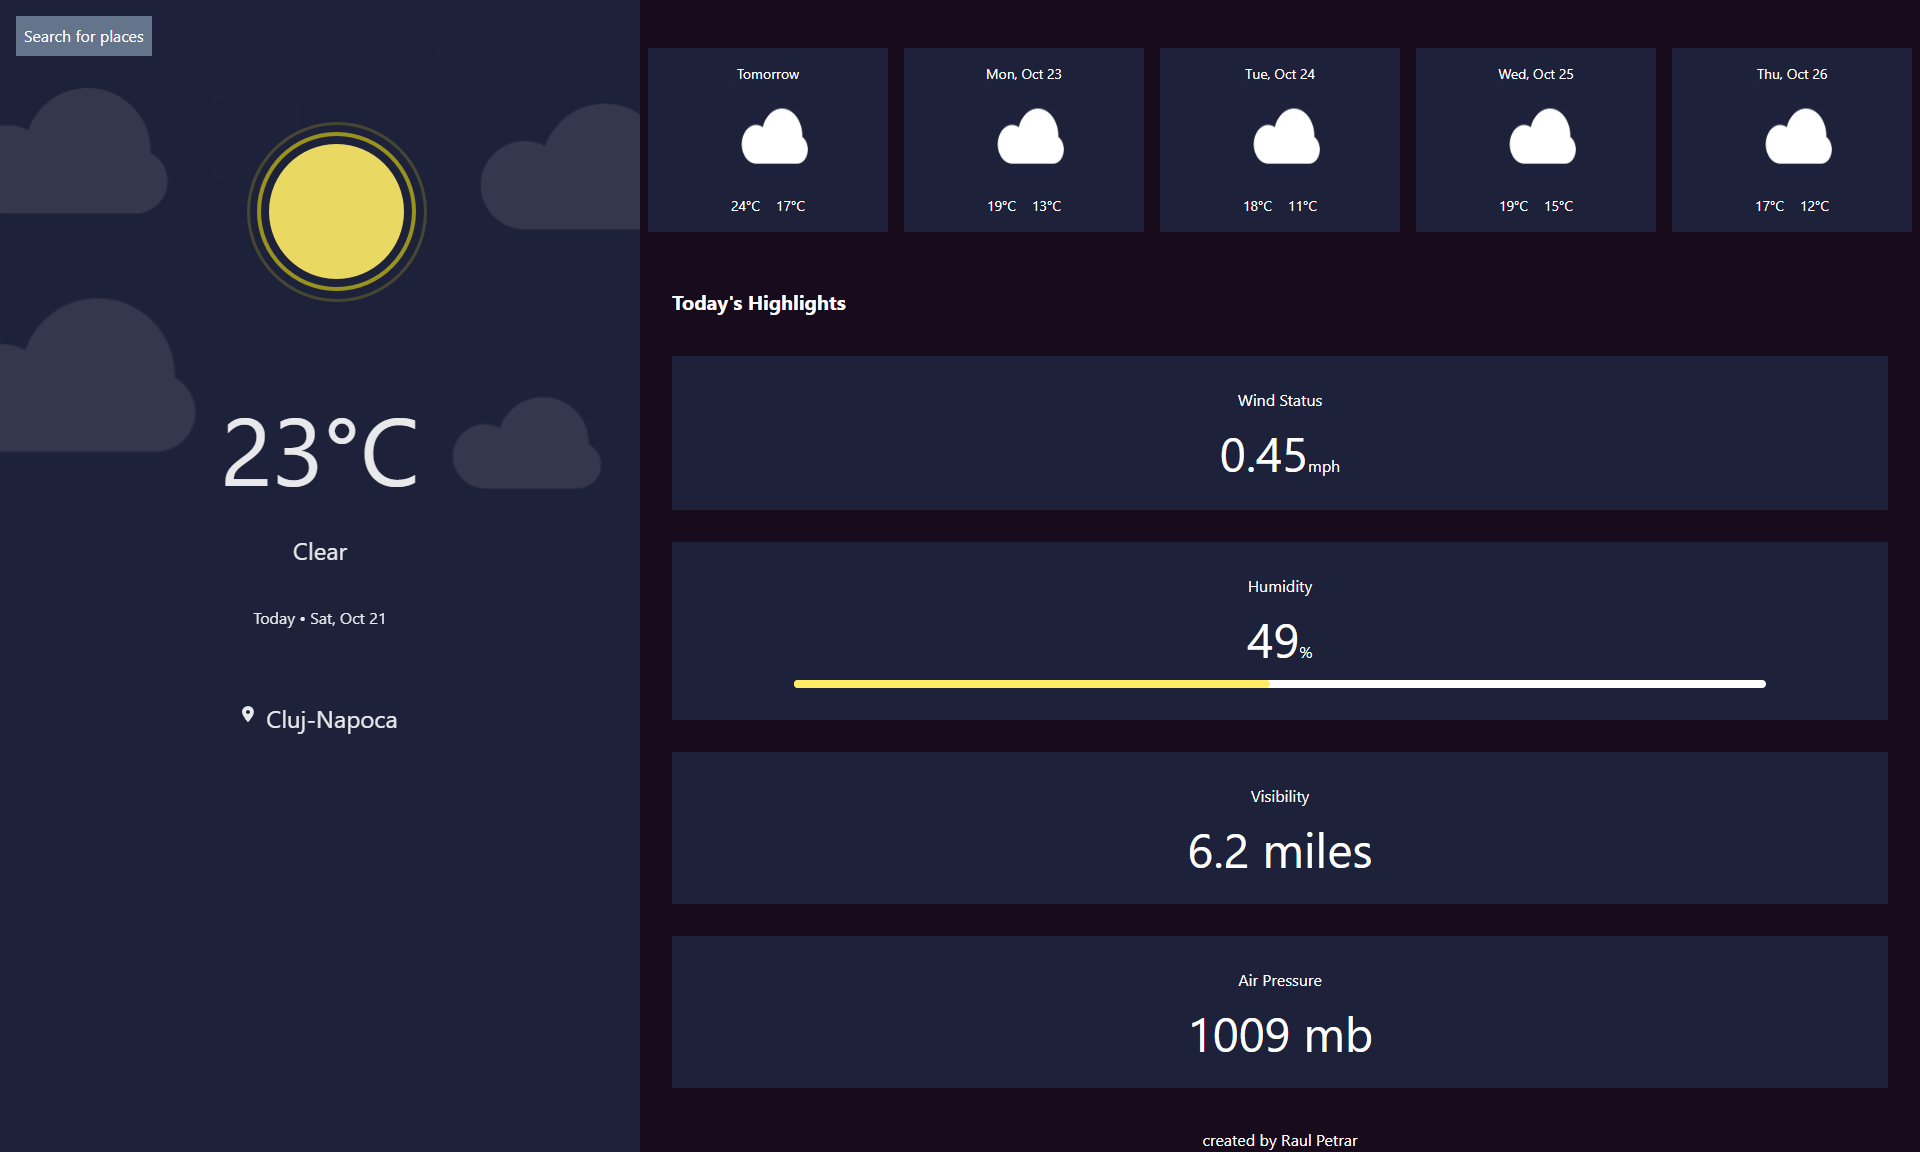 Search for places
23°C
Clear
Today • Sat, Oct 21
Cluj-Napoca
Tomorrow
24°C 17°C
Mon, Oct 23
19°C 13°C
Tue, Oct 24
18°C 11°C
Wed, Oct 25
19°C 15°C
Thu, Oct 26
17°C 12°C
Today's Highlights
Wind Status
0.45mph
Humidity
49%
Visibility
6.2 miles
Air Pressure
1009 mb
created by Raul Petrar